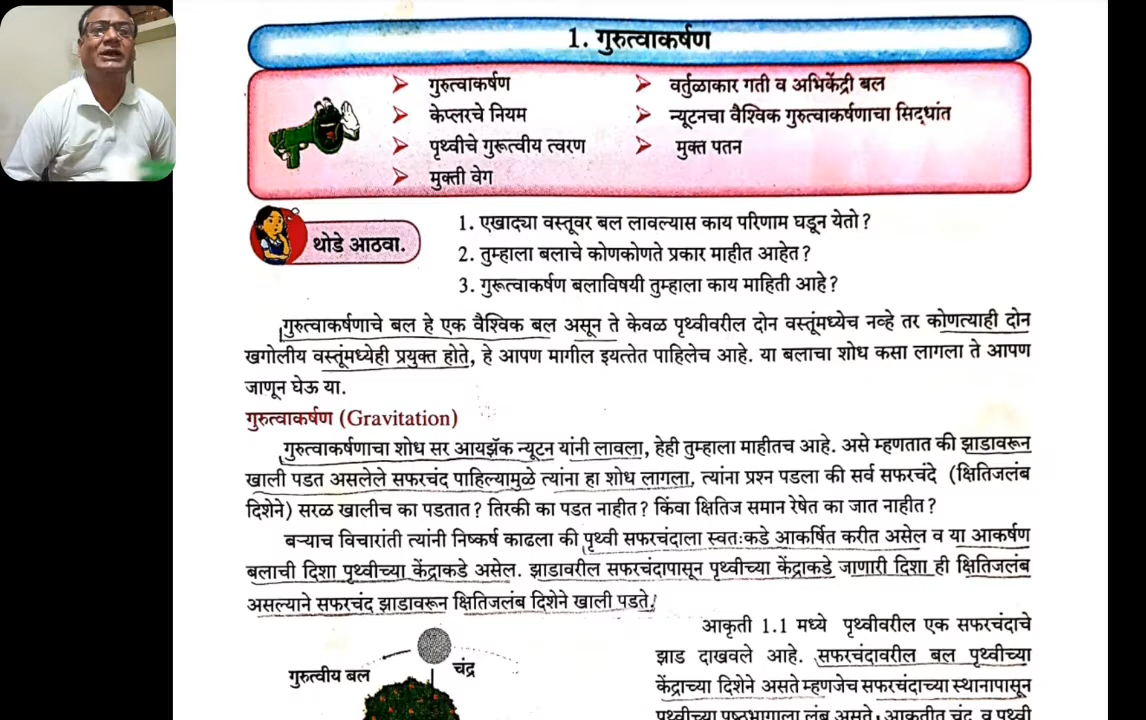 1. गुरुत्वाकर्षण
➢ गुरुत्वाकर्षण
➢ वर्तुळाकार गती व अभिकेंद्री बल
➢ केप्लरचे नियम
➢ न्यूटनचा वैश्विक गुरुत्वाकर्षणाचा सिद्धांत
➢ पृथ्वीचे गुरूत्वीय त्वरण
➢ मुक्त पतन
➢ मुक्ती वेग
थोडे आठवा.
1. एखाद्या वस्तूवर बल लावल्यास काय परिणाम घडून येतो?
2. तुम्हाला बलाचे कोणकोणते प्रकार माहीत आहेत?
3. गुरूत्वाकर्षण बलाविषयी तुम्हाला काय माहिती आहे?
गुरुत्वाकर्षणाचे बल हे एक वैश्विक बल असून ते केवळ पृथ्वीवरील दोन वस्तूंमध्येच नव्हे तर कोणत्याही दोन
खगोलीय वस्तूंमध्येही प्रयुक्त होते, हे आपण मागील इयत्तेत पाहिलेच आहे. या बलाचा शोध कसा लागला ते आपण
जाणून घेऊ या.
गुरुत्वाकर्षण (Gravitation)
गुरुत्वाकर्षणाचा शोध सर आयझॅक न्यूटन यांनी लावला, हेही तुम्हाला माहीतच आहे. असे म्हणतात की झाडावरून
खाली पडत असलेले सफरचंद पाहिल्यामुळे त्यांना हा शोध लागला, त्यांना प्रश्न पडला की सर्व सफरचंदे (क्षितिजलंब
दिशेने) सरळ खालीच का पडतात? तिरकी का पडत नाहीत? किंवा क्षितिज समान रेषेत का जात नाहीत?
बऱ्याच विचारांती त्यांनी निष्कर्ष काढला की पृथ्वी सफरचंदाला स्वतःकडे आकर्षित करीत असेल व या आकर्षण
बलाची दिशा पृथ्वीच्या केंद्राकडे असेल. झाडावरील सफरचंदापासून पृथ्वीच्या केंद्राकडे जाणारी दिशा ही क्षितिजलंब
असल्याने सफरचंद झाडावरून क्षितिजलंब दिशेने खाली पडते.
गुरुत्वीय बल
चंद्र
आकृती 1.1 मध्ये पृथ्वीवरील एक सफरचंदाचे
झाड दाखवले आहे. सफरचंदावरील बल पृथ्वीच्या
केंद्राच्या दिशेने असते म्हणजेच सफरचंदाच्या स्थानापासून
पृथ्वीच्या पृष्ठभागाला लंब असते. आकृतीत चंद्र व पृथ्वी